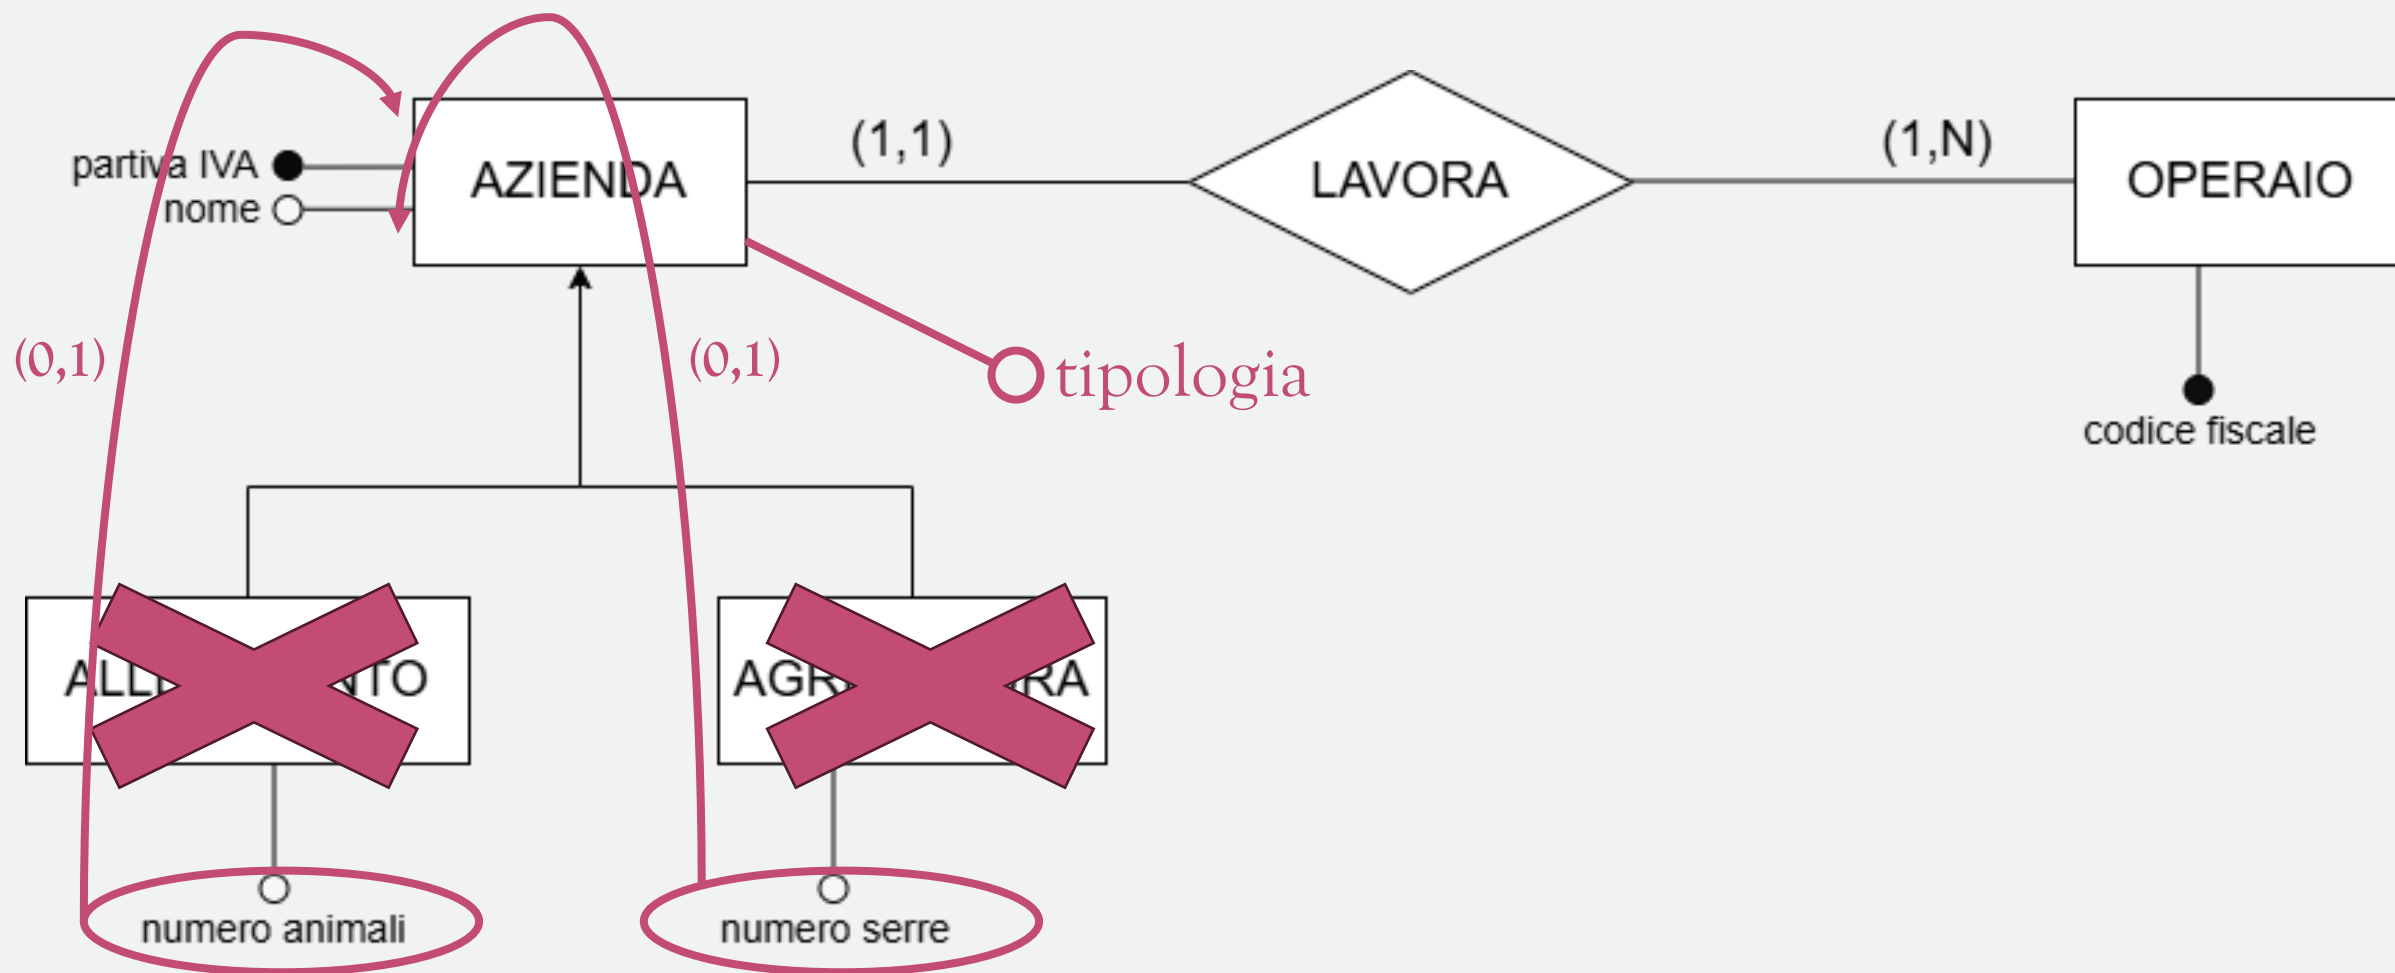 (1,1)
(1,N)
partiva IVA
AZIENDA
LAVORA
OPERAIO
nome
(0,1)
(0,1)
tipologia
codice fiscale
numero animali
numero serre